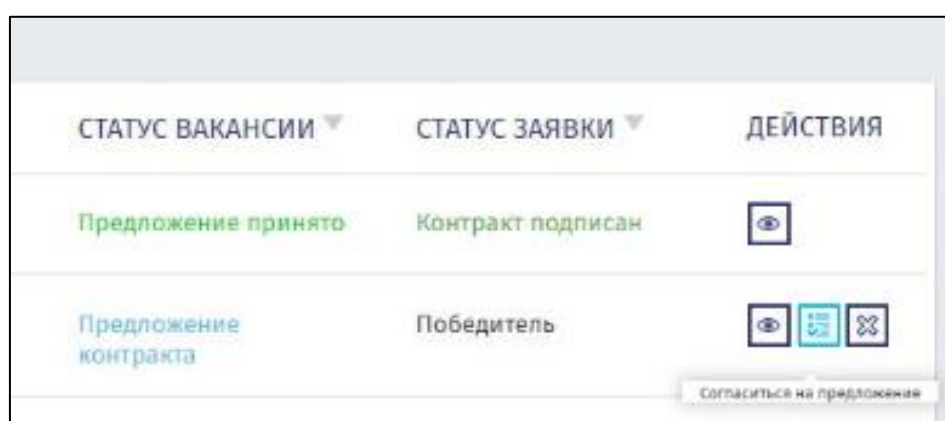 СТАТУС ВАКАНСИИ СТАТУС ЗАЯВКИ ДЕЙСТВИЯ
Предложение принято Контракт подписан
Предложение Победитель
контракта
Согласиться на предложение